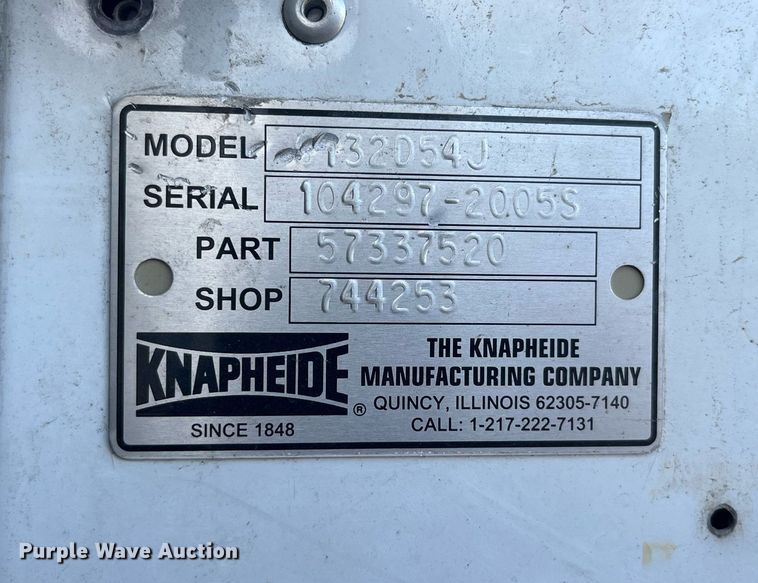 MODEL 6132D54J
SERIAL 104297-2005S
PART 57337520
SHOP 744253
KNAPHEIDE ®
SINCE 1848
THE KNAPHEIDE
MANUFACTURING COMPANY
QUINCY, ILLINOIS 62305-7140
CALL: 1-217-222-7131
Purple Wave Auction